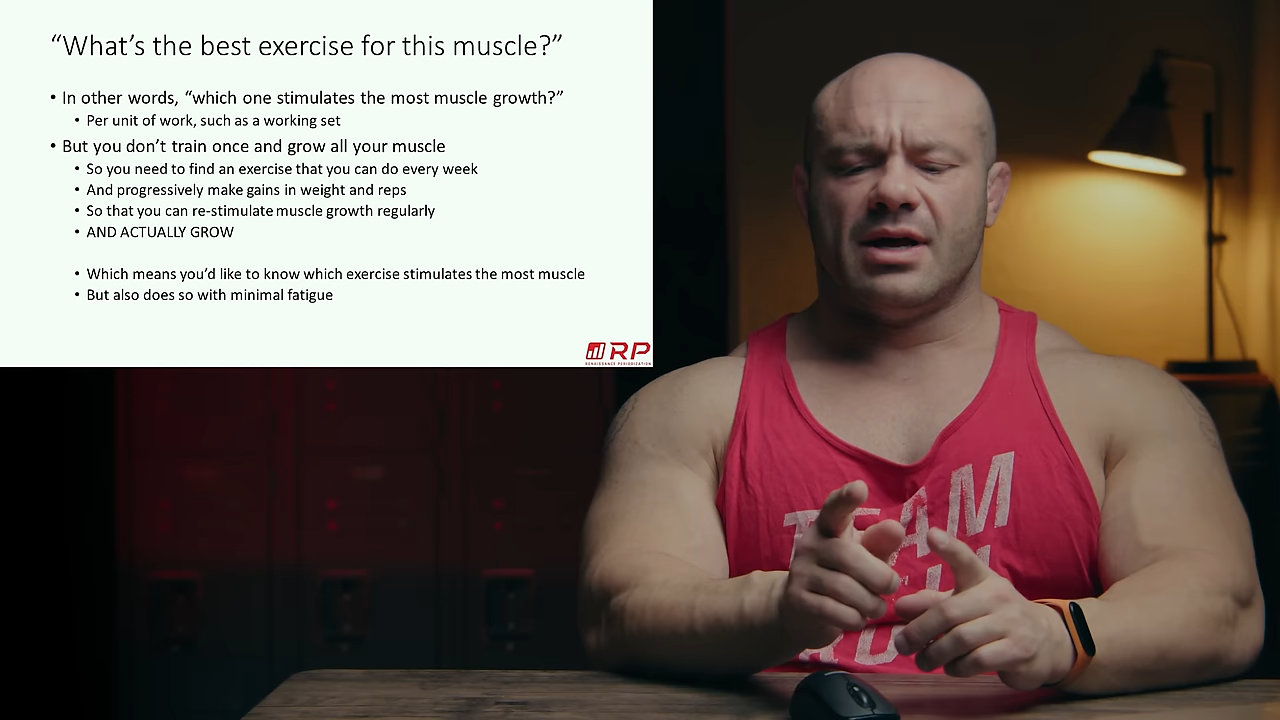 “What’s the best exercise for this muscle?”
• In other words, “which one stimulates the most muscle growth?”
• Per unit of work, such as a working set
• But you don’t train once and grow all your muscle
• So you need to find an exercise that you can do every week
• And progressively make gains in weight and reps
• So that you can re-stimulate muscle growth regularly
• AND ACTUALLY GROW
• Which means you’d like to know which exercise stimulates the most muscle
• But also does so with minimal fatigue
RP
RENAISSANCE PERIODIZATION
TEAM